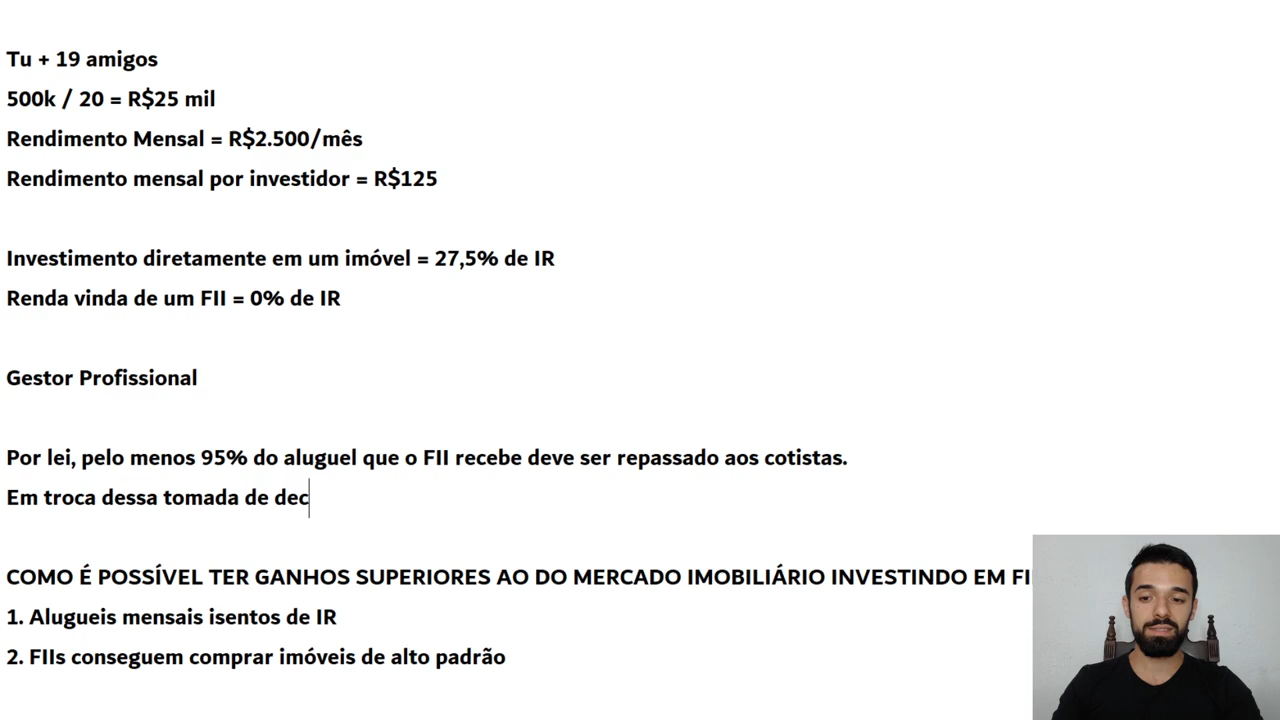 Tu + 19 amigos
500k / 20 = R$25 mil
Rendimento Mensal = R$2.500/mês
Rendimento mensal por investidor = R$125
Investimento diretamente em um imóvel = 27,5% de IR
Renda vinda de um FII = 0% de IR
Gestor Profissional
Por lei, pelo menos 95% do aluguel que o FII recebe deve ser repassado aos cotistas.
Em troca dessa tomada de dec
COMO É POSSÍVEL TER GANHOS SUPERIORES AO DO MERCADO IMOBILIÁRIO INVESTINDO EM
1. Alugueis mensais isentos de IR
2. FIIs conseguem comprar imóveis de alto padrão